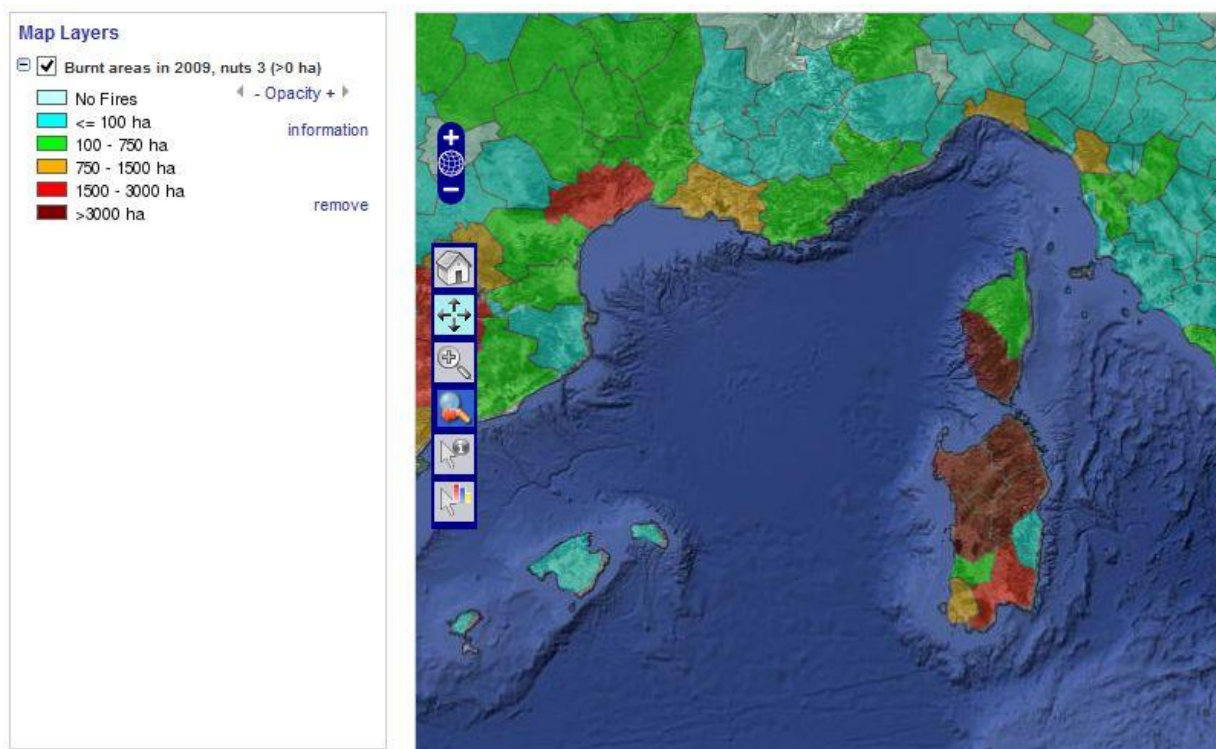 Map Layers
Burnt areas in 2009, nuts 3 (>0 ha)
- Opacity +
No Fires
<= 100 ha
information
100 - 750 ha
750 - 1500 ha
1500 - 3000 ha
remove
>3000 ha